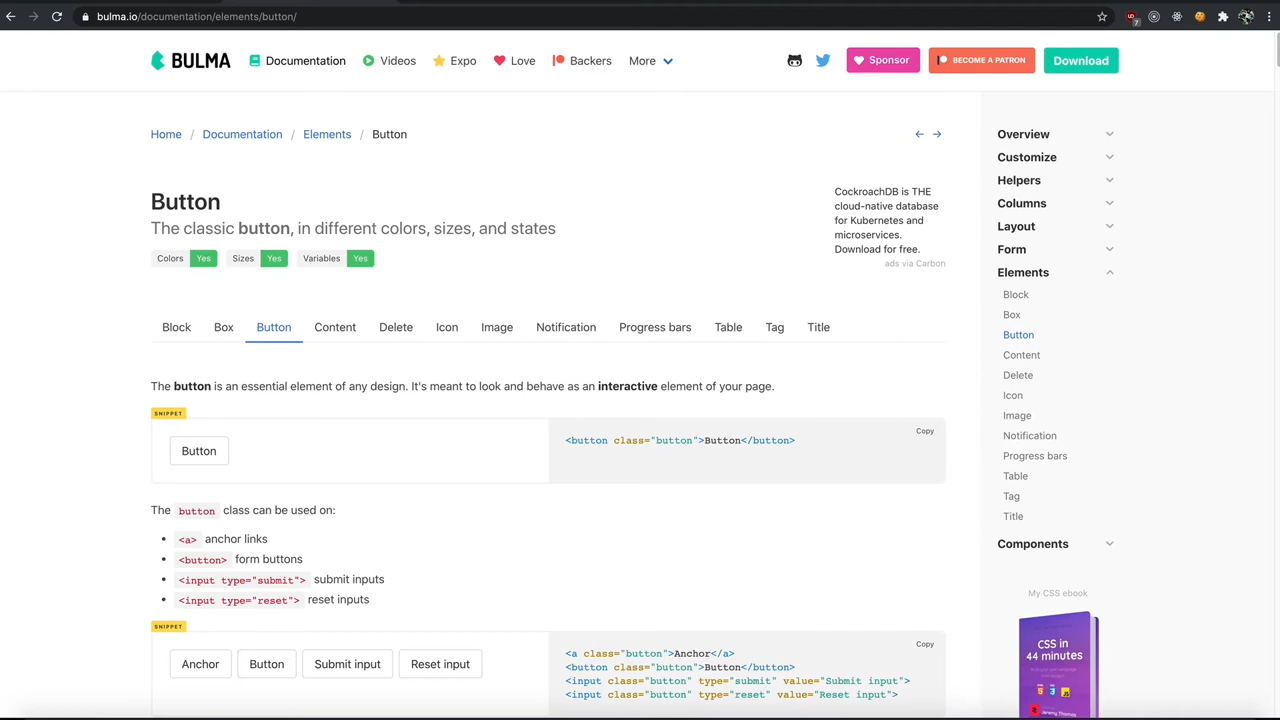 bulma.io/documentation/elements/button/
7
BULMA
Documentation
Videos
Expo
Love
Backers
More
Sponsor
BECOME A PATRON
Download
Home / Documentation / Elements / Button
← →
Button
The classic button, in different colors, sizes, and states
Colors Yes
Sizes Yes
Variables Yes
CockroachDB is THE
cloud-native database
for Kubernetes and
microservices.
Download for free.
ads via Carbon
Block Box Button Content Delete Icon Image Notification Progress bars Table Tag Title
The button is an essential element of any design. It's meant to look and behave as an interactive element of your page.
SNIPPET
Button
<button class="button">Button</button>
Copy
The button class can be used on:
• <a> anchor links
• <button> form buttons
• <input type="submit"> submit inputs
• <input type="reset"> reset inputs
SNIPPET
Anchor Button Submit input Reset input
Copy
<a class="button">Anchor</a>
<button class="button">Button</button>
<input class="button" type="submit" value="Submit input">
<input class="button" type="reset" value="Reset input">
Overview
Customize
Helpers
Columns
Layout
Form
Elements
Block
Box
Button
Content
Delete
Icon
Image
Notification
Progress bars
Table
Tag
Title
Components
My CSS ebook
CSS in
44 minutes
Jeremy Thomas